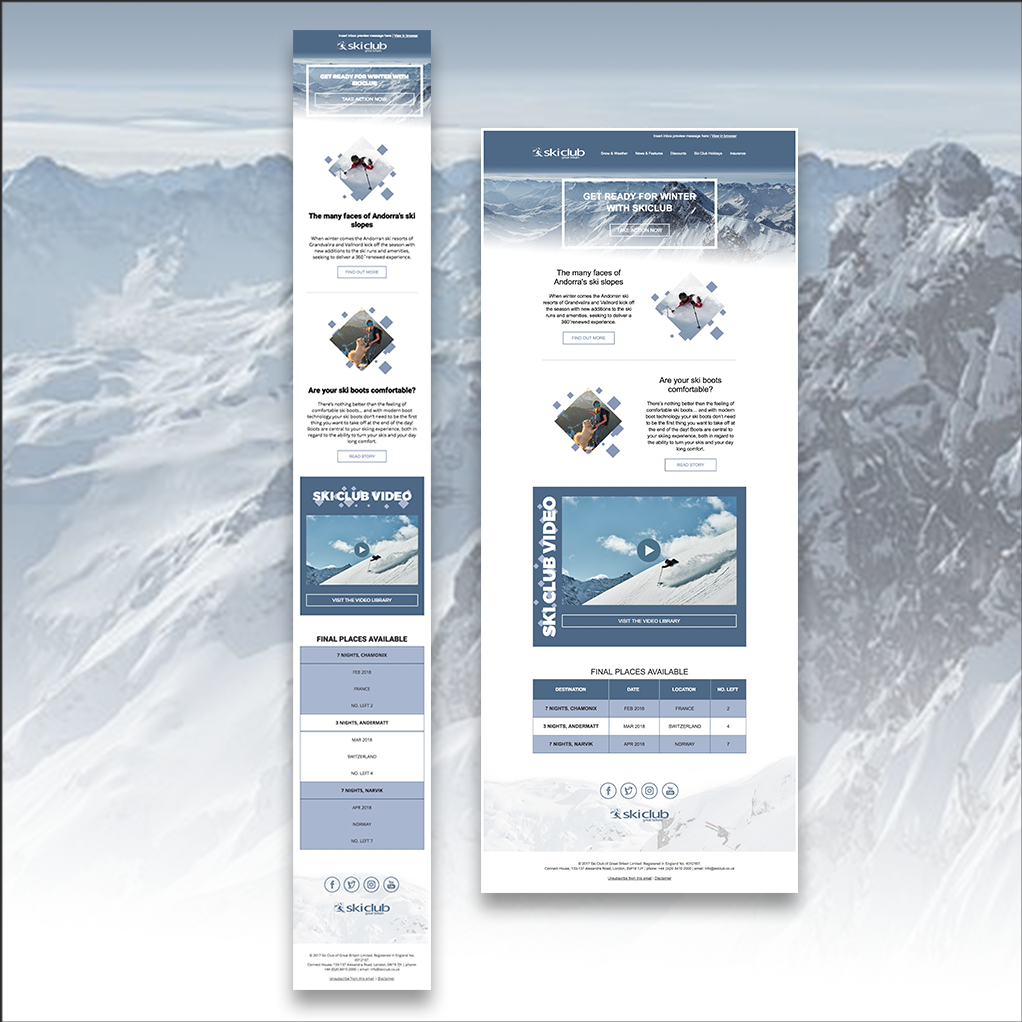 Insert inbox preview message here | View in browser
skiclub
great britain
GET READY FOR WINTER WITH
SKICLUB
TAKE ACTION NOW
The many faces of Andorra's ski
slopes
When winter comes the Andorran ski resorts of
Grandvalira and Vallnord kick off the season with
new additions to the ski runs and amenities,
seeking to deliver a 360°renewed experience.
FIND OUT MORE
Are your ski boots comfortable?
There's nothing better than the feeling of
comfortable ski boots... and with modern boot
technology your ski boots don't need to be the first
thing you want to take off at the end of the day!
Boots are central to your skiing experience, both in
regard to the ability to turn your skis and your day
long comfort.
READ STORY
SKI CLUB VIDEO
VISIT THE VIDEO LIBRARY
FINAL PLACES AVAILABLE
7 NIGHTS, CHAMONIX
FEB 2018
FRANCE
NO. LEFT 2
3 NIGHTS, ANDERMATT
MAR 2018
SWITZERLAND
NO. LEFT 4
7 NIGHTS, NARVIK
APR 2018
NORWAY
NO. LEFT 7
skiclub
great britain
© 2017 Ski Club of Great Britain Limited. Registered in England No.
4012167.
Connect House, 133-137 Alexandra Road, London, SW19 7JY | phone:
+44 (0)20 8410 2000 | email: info@skiclub.co.uk
Unsubscribe from this email | Disclaimer
Insert inbox preview message here | View in browser
skiclub
great britain
Snow & Weather News & Features Discounts Ski Club Holidays Insurance
GET READY FOR WINTER
WITH SKICLUB
TAKE ACTION NOW
The many faces of
Andorra's ski slopes
When winter comes the Andorran ski
resorts of Grandvalira and Vallnord kick off
the season with new additions to the ski
runs and amenities, seeking to deliver a
360°renewed experience.
FIND OUT MORE
Are your ski boots
comfortable?
There's nothing better than the feeling of
comfortable ski boots... and with modern
boot technology your ski boots don't need
to be the first thing you want to take off at
the end of the day! Boots are central to
your skiing experience, both in regard to
the ability to turn your skis and your day
long comfort.
READ STORY
SKI CLUB VIDEO
VISIT THE VIDEO LIBRARY
FINAL PLACES AVAILABLE
DESTINATION DATE LOCATION NO. LEFT
7 NIGHTS, CHAMONIX FEB 2018 FRANCE 2
3 NIGHTS, ANDERMATT MAR 2018 SWITZERLAND 4
7 NIGHTS, NARVIK APR 2018 NORWAY 7
skiclub
great britain
© 2017 Ski Club of Great Britain Limited. Registered in England No. 4012167.
Connect House, 133-137 Alexandra Road, London, SW19 7JY | phone: +44 (0)20 8410 2000 | email: info@skiclub.co.uk
Unsubscribe from this email | Disclaimer